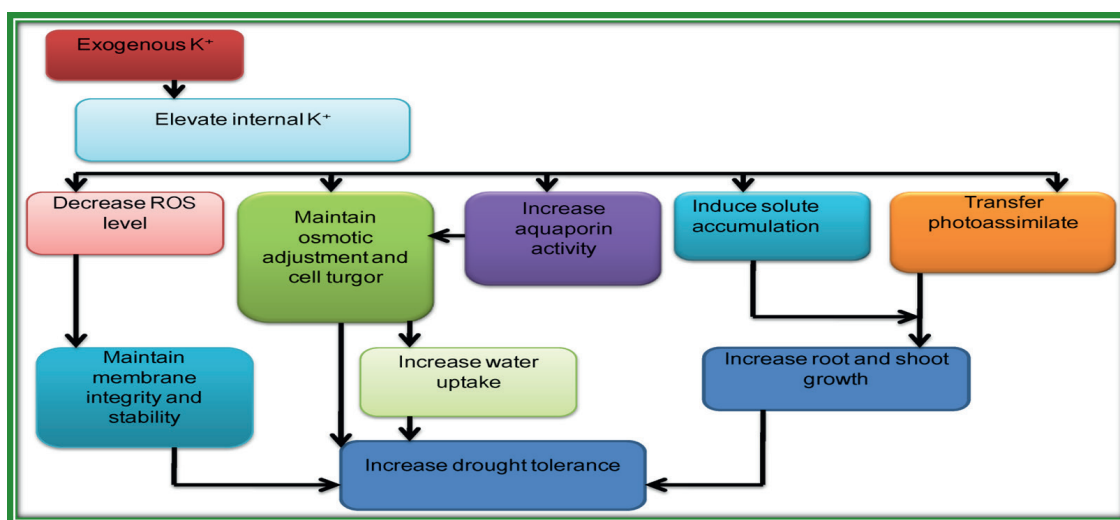 Exogenous K⁺
Elevate internal K⁺
Decrease ROS
level
Maintain
osmotic
adjustment and
cell turgor
Increase
aquaporin
activity
Induce solute
accumulation
Transfer
photoassimilate
Maintain
membrane
integrity and
stability
Increase water
uptake
Increase root and shoot
growth
Increase drought tolerance